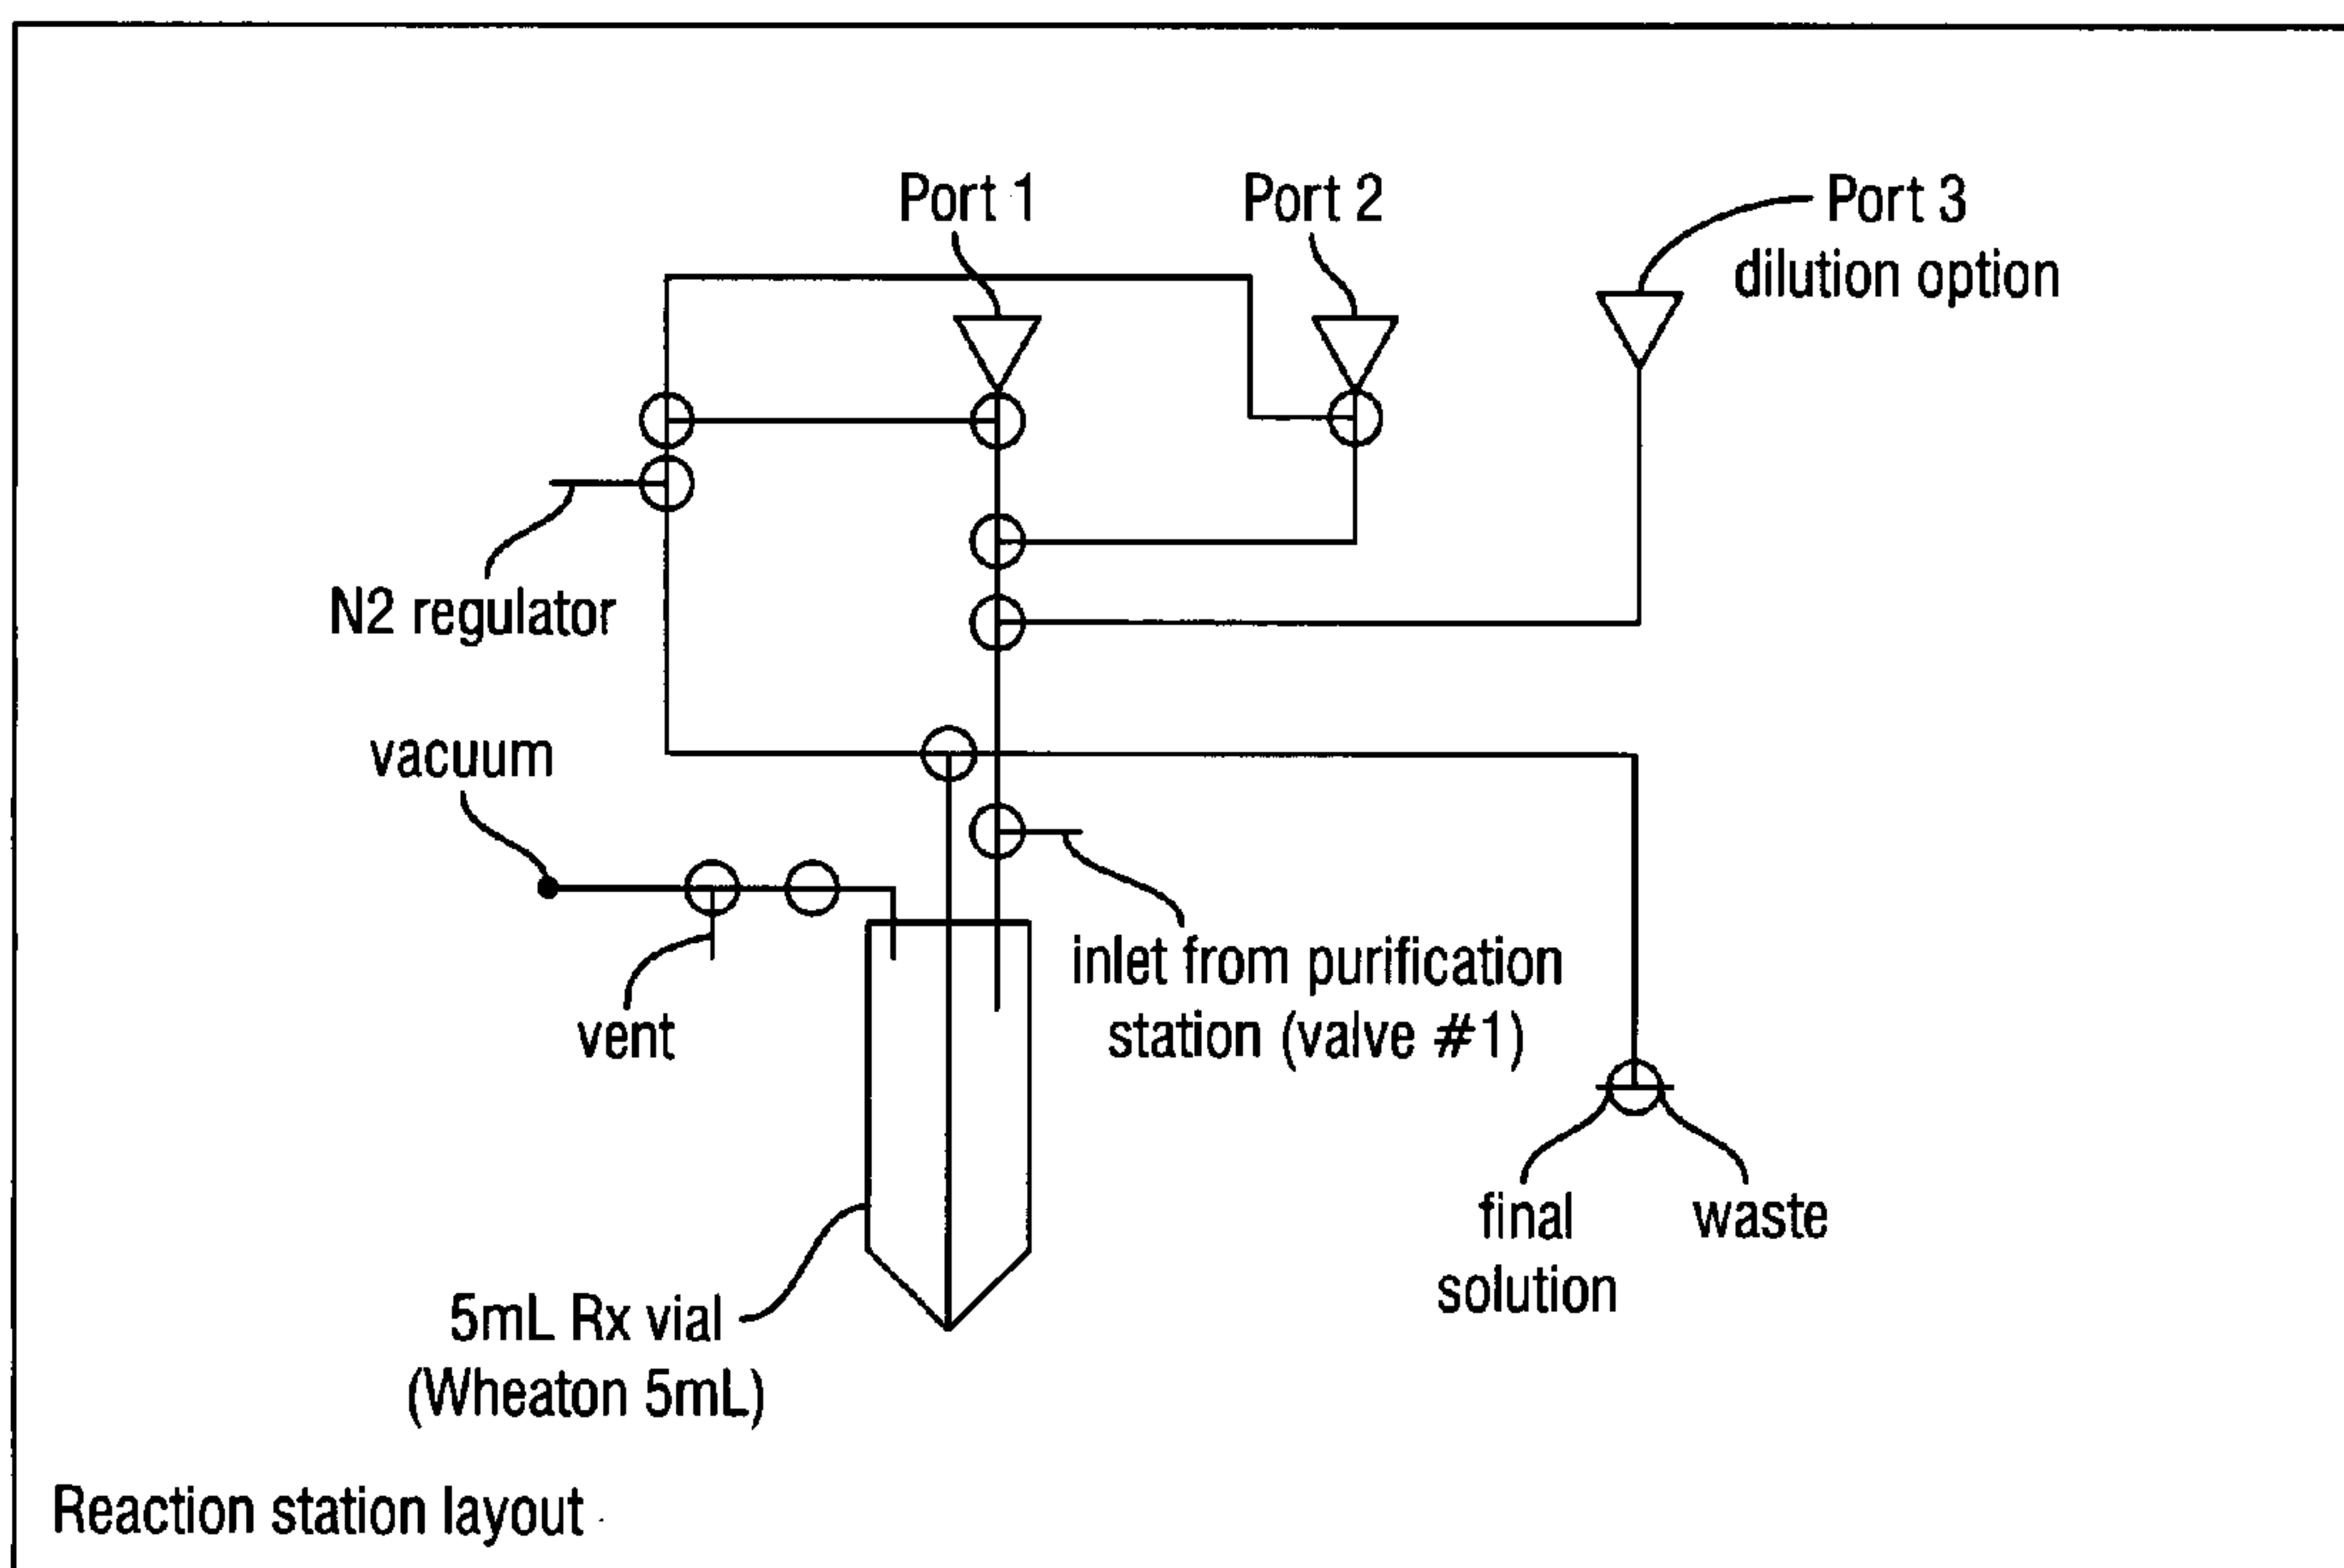 Port 1
Port 2
Port 3
dilution option
N2 regulator
vacuum
vent
inlet from purification
station (valve #1)
final
solution
waste
5mL Rx vial
(Wheaton 5mL)
Reaction station layout